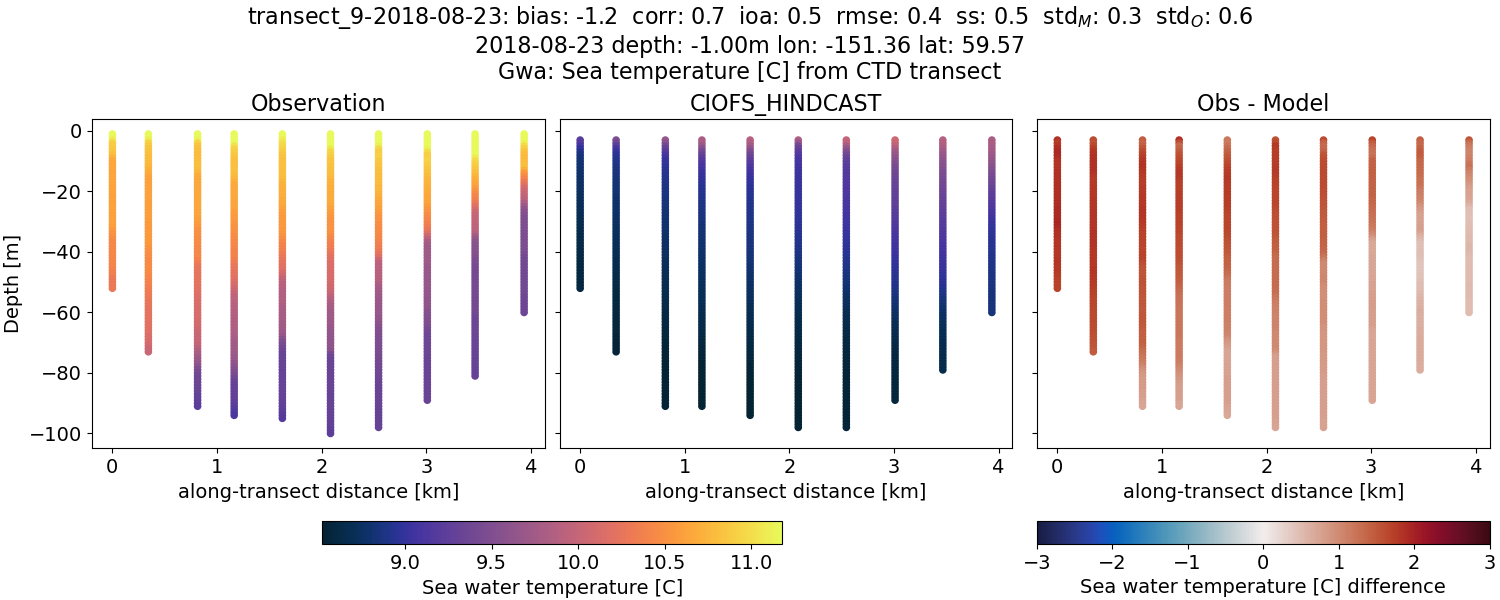 transect_9-2018-08-23: bias: -1.2 corr: 0.7 ioa: 0.5 rmse: 0.4 ss: 0.5 std_M: 0.3 std_O: 0.6
2018-08-23 depth: -1.00m lon: -151.36 lat: 59.57
Gwa: Sea temperature [C] from CTD transect
Observation
CIOFS_HINDCAST
Obs - Model
Depth [m]
0
−20
−40
−60
−80
−100
0 1 2 3 4
0 1 2 3 4
0 1 2 3 4
along-transect distance [km]
along-transect distance [km]
along-transect distance [km]
9.0 9.5 10.0 10.5 11.0
Sea water temperature [C]
−3 −2 −1 0 1 2 3
Sea water temperature [C] difference